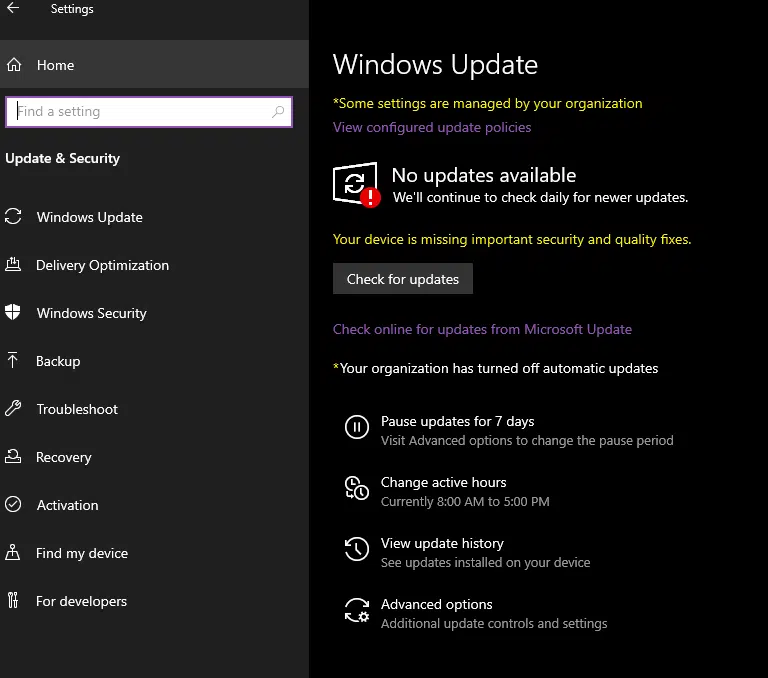 Settings
Home
Find a setting
Update & Security
Windows Update
Delivery Optimization
Windows Security
Backup
Troubleshoot
Recovery
Activation
Find my device
For developers
Windows Update
*Some settings are managed by your organization
View configured update policies
No updates available
We'll continue to check daily for newer updates.
Your device is missing important security and quality fixes.
Check for updates
Check online for updates from Microsoft Update
*Your organization has turned off automatic updates
Pause updates for 7 days
Visit Advanced options to change the pause period
Change active hours
Currently 8:00 AM to 5:00 PM
View update history
See updates installed on your device
Advanced options
Additional update controls and settings